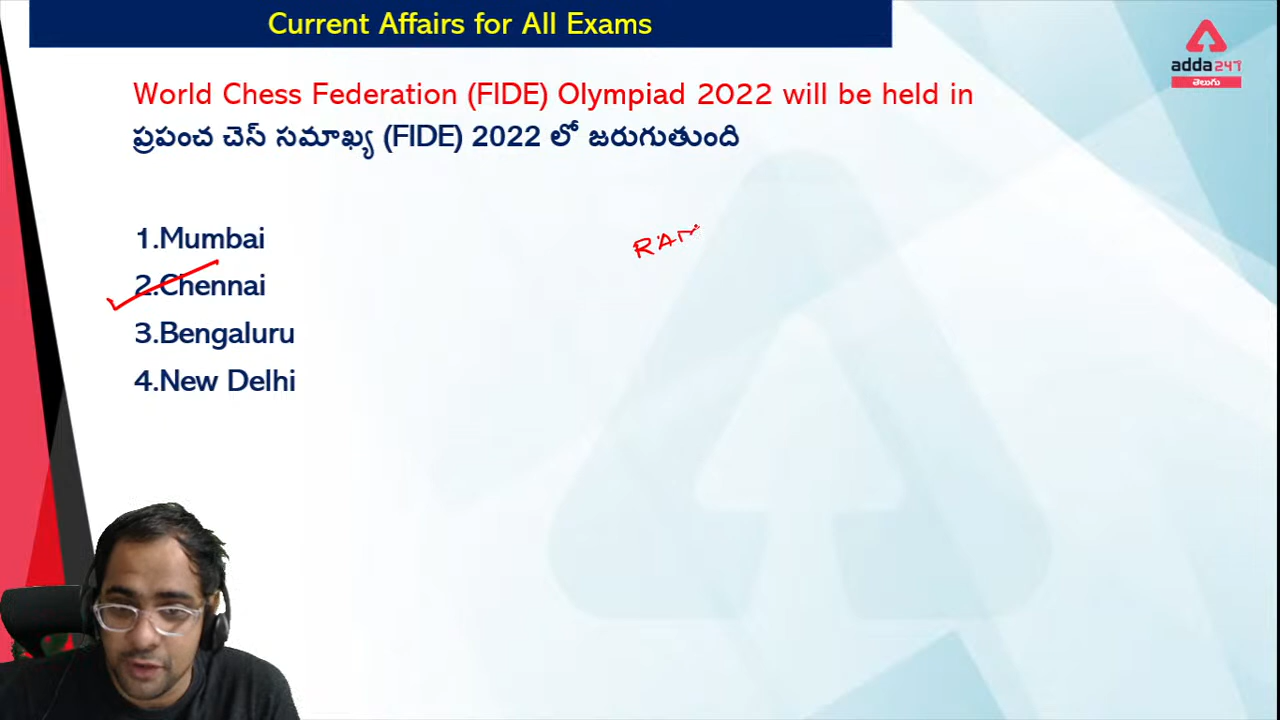 Current Affairs for All Exams
adda247
తెలుగు
World Chess Federation (FIDE) Olympiad 2022 will be held in
ప్రపంచ చెస్ సమాఖ్య (FIDE) 2022 లో జరుగుతుంది
1.Mumbai
2.Chennai
3.Bengaluru
4.New Delhi